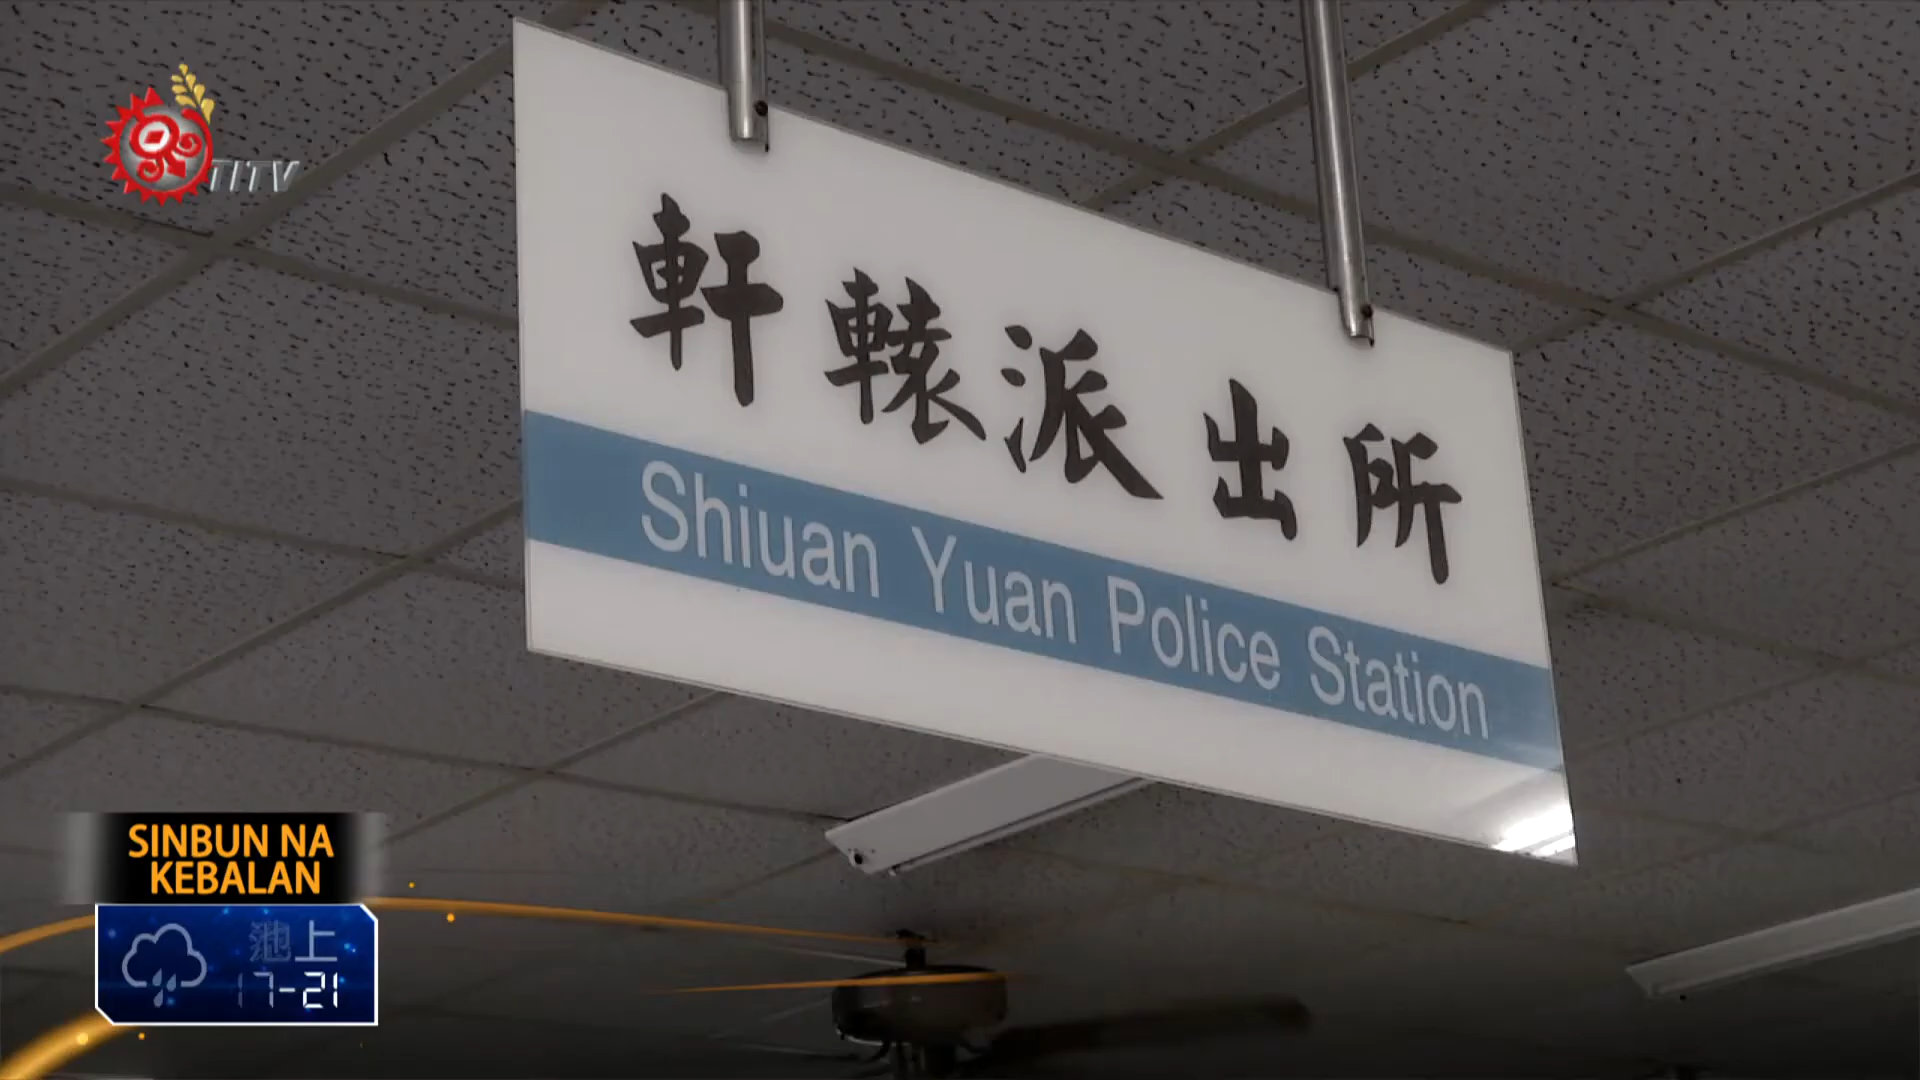 TITV
軒轅派出所
Shiuan Yuan Police Station
SINBUN NA
KEBALAN
池上
17-21